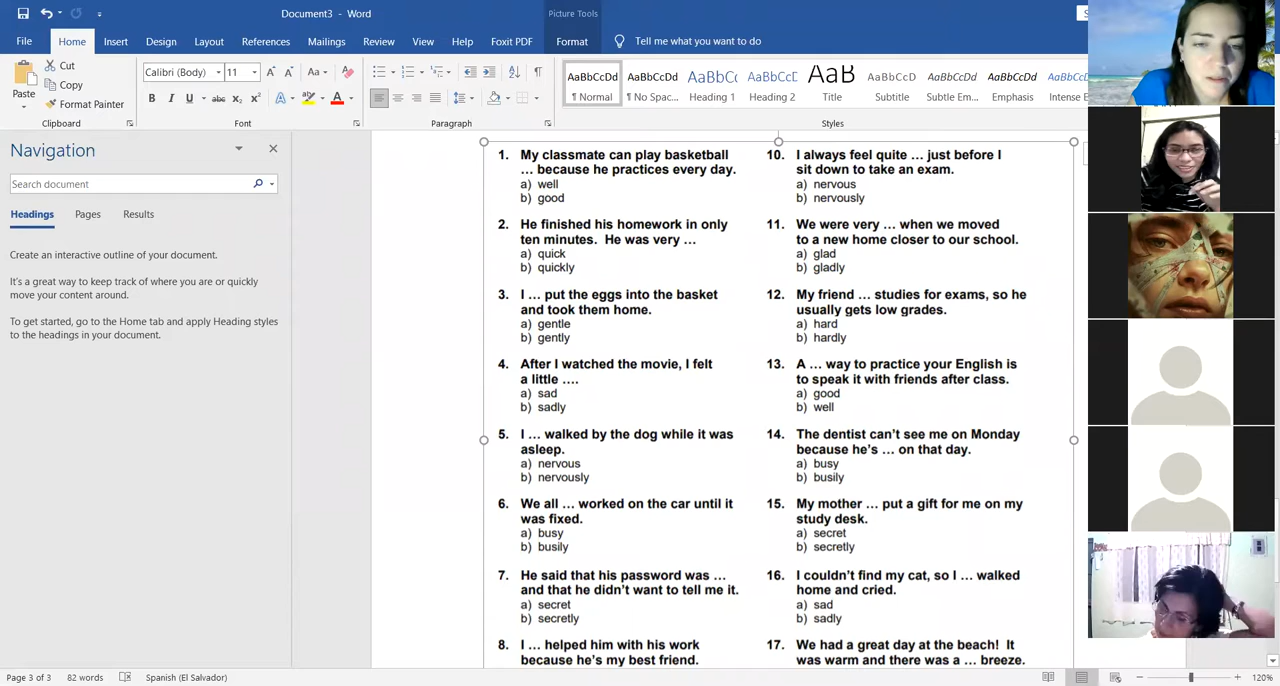 Document3 - Word
Picture Tools
File Home Insert Design Layout References Mailings Review View Help Foxit PDF Format Tell me what you want to do
Paste
Cut
Copy
Format Painter
Clipboard
Calibri (Body) 11
Font
Paragraph
AaBbCcDd AaBbCcDd AaBbCc AaBbCcD AaB AaBbCcD AaBbCcDd AaBbCcDd
¶ Normal ¶ No Spac... Heading 1 Heading 2 Title Subtitle Subtle Em... Emphasis Intense E
Styles
Navigation
Search document
Headings Pages Results
Create an interactive outline of your document.
It's a great way to keep track of where you are or quickly
move your content around.
To get started, go to the Home tab and apply Heading styles
to the headings in your document.
1. My classmate can play basketball
… because he practices every day.
a) well
b) good
2. He finished his homework in only
ten minutes. He was very …
a) quick
b) quickly
3. I … put the eggs into the basket
and took them home.
a) gentle
b) gently
4. After I watched the movie, I felt
a little ….
a) sad
b) sadly
5. I … walked by the dog while it was
asleep.
a) nervous
b) nervously
6. We all … worked on the car until it
was fixed.
a) busy
b) busily
7. He said that his password was …
and that he didn't want to tell me it.
a) secret
b) secretly
8. I … helped him with his work
because he's my best friend.
10. I always feel quite … just before I
sit down to take an exam.
a) nervous
b) nervously
11. We were very … when we moved
to a new home closer to our school.
a) glad
b) gladly
12. My friend … studies for exams, so he
usually gets low grades.
a) hard
b) hardly
13. A … way to practice your English is
to speak it with friends after class.
a) good
b) well
14. The dentist can't see me on Monday
because he's … on that day.
a) busy
b) busily
15. My mother … put a gift for me on my
study desk.
a) secret
b) secretly
16. I couldn't find my cat, so I … walked
home and cried.
a) sad
b) sadly
17. We had a great day at the beach! It
was warm and there was a … breeze.
Page 3 of 3 82 words Spanish (El Salvador) 120%